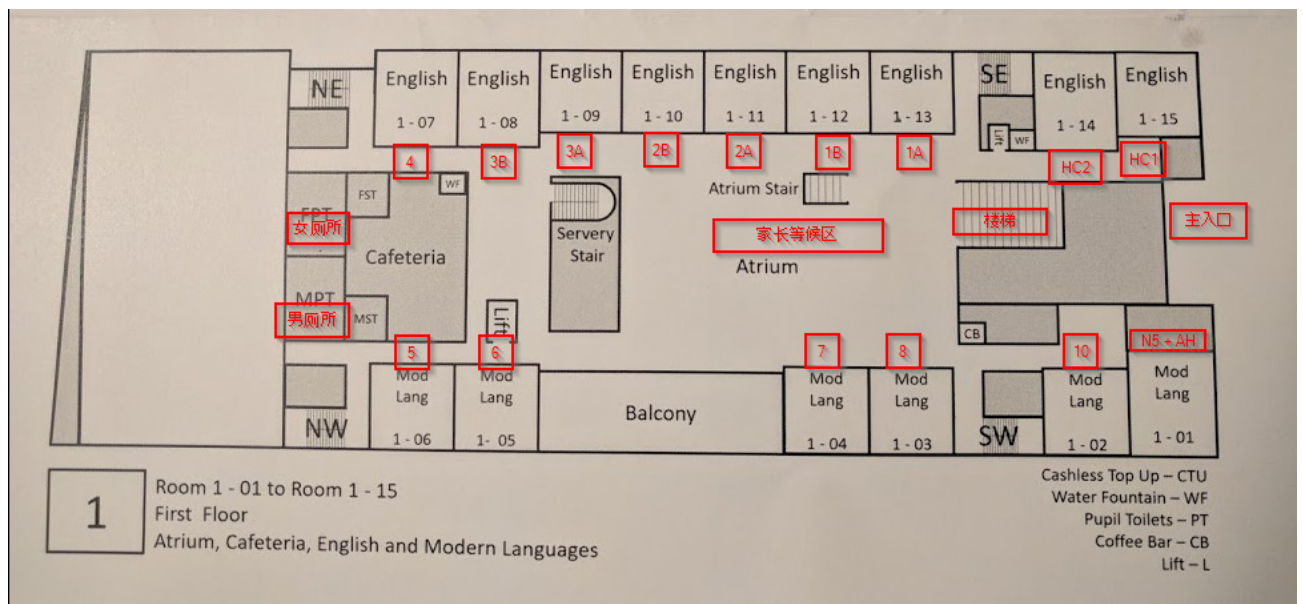 NE
English
1 - 07
English
1 - 08
English
1 - 09
English
1 - 10
English
1 - 11
English
1 - 12
English
1 - 13
SE
English
1 - 14
English
1 - 15
Lift
WF
4
3B
3A
2B
2A
1B
1A
HC2
HC1
WF
FST
FPT
女厕所
Cafeteria
Servery
Stair
Atrium Stair
家长等候区
Atrium
楼梯
主入口
MPT
男厕所
MST
Lift
CB
5
6
7
8
10
N5 + AH
NW
Mod
Lang
1 - 06
Mod
Lang
1 - 05
Balcony
Mod
Lang
1 - 04
Mod
Lang
1 - 03
SW
Mod
Lang
1 - 02
Mod
Lang
1 - 01
1
Room 1 - 01 to Room 1 - 15
First Floor
Atrium, Cafeteria, English and Modern Languages
Cashless Top Up – CTU
Water Fountain – WF
Pupil Toilets – PT
Coffee Bar – CB
Lift – L